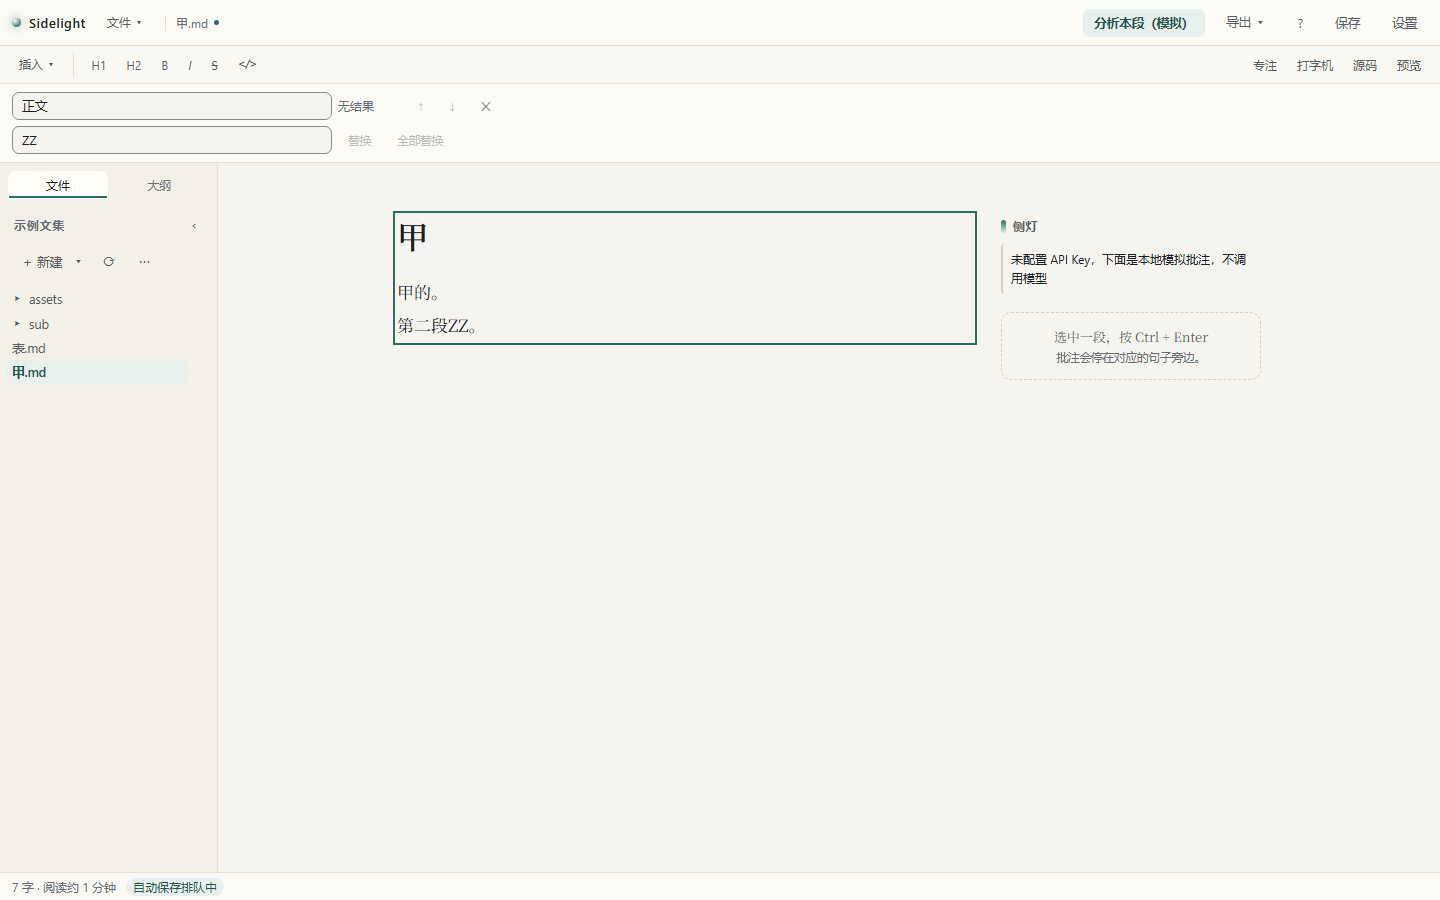 Sidelight 文件 甲.md 分析本段（模拟） 导出 ? 保存 设置
插入 H1 H2 B I S </> 专注 打字机 源码 预览
正文 无结果 ↑ ↓ ×
ZZ 替换 全部替换
文件 大纲
示例文集 ‹
+ 新建 ⟳ ···
assets
sub
表.md
甲.md
甲
甲的。
第二段ZZ。
侧灯
未配置 API Key，下面是本地模拟批注，不调
用模型
选中一段，按 Ctrl + Enter
批注会停在对应的句子旁边。
7 字 · 阅读约 1 分钟 自动保存排队中